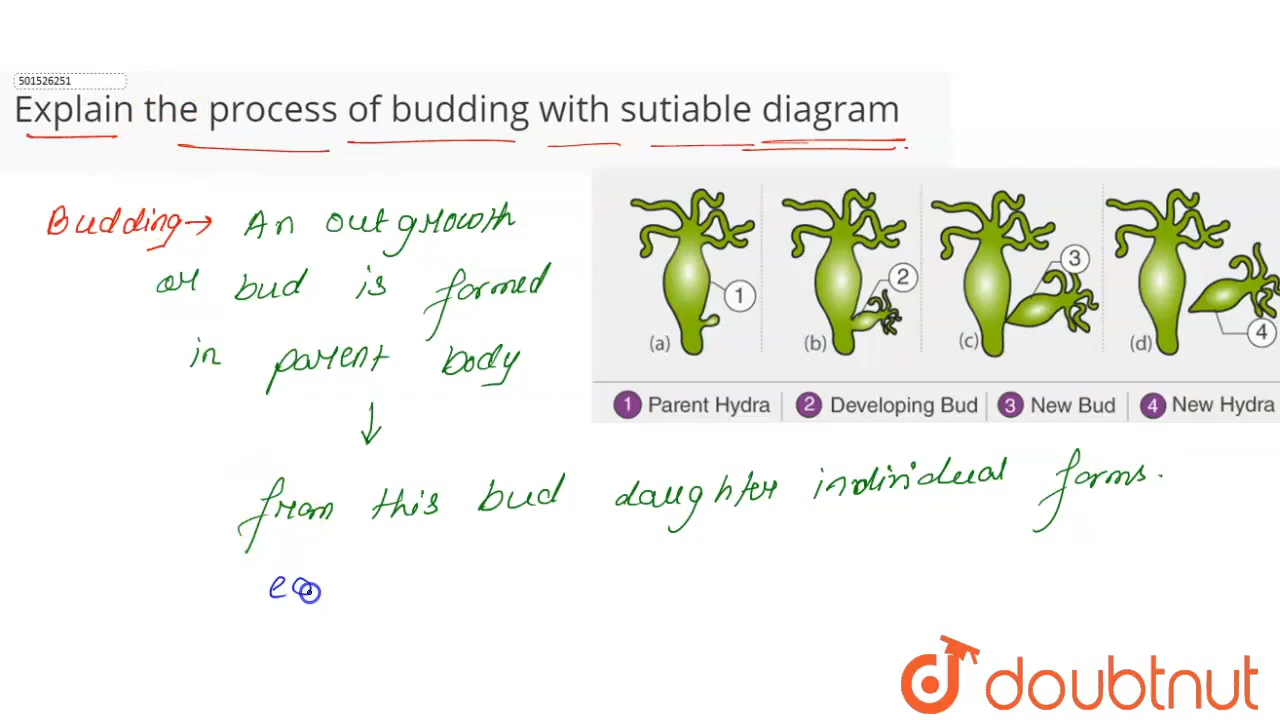 501526251
Explain the process of budding with sutiable diagram
Budding→ An outgrowth
or bud is formed
in parent body
↓
from this bud daughter individual forms.
1
2
3
4
(a)
(b)
(c)
(d)
1 Parent Hydra
2 Developing Bud
3 New Bud
4 New Hydra
doubtnut